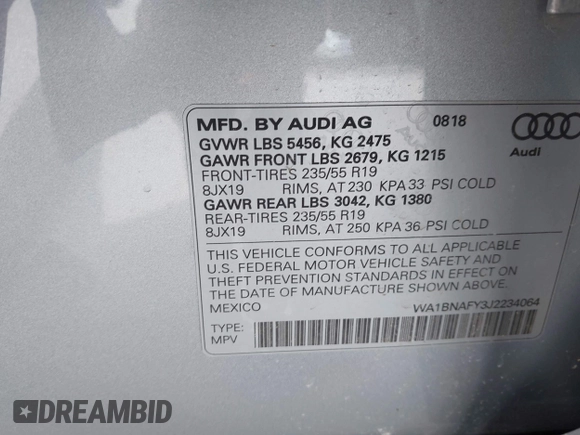 MFD. BY AUDI AG 0818
GVWR LBS 5456, KG 2475
GAWR FRONT LBS 2679, KG 1215
FRONT-TIRES 235/55 R19
8JX19 RIMS, AT 230 KPA 33 PSI COLD
GAWR REAR LBS 3042, KG 1380
REAR-TIRES 235/55 R19
8JX19 RIMS, AT 250 KPA 36 PSI COLD
THIS VEHICLE CONFORMS TO ALL APPLICABLE
U.S. FEDERAL MOTOR VEHICLE SAFETY AND
THEFT PREVENTION STANDARDS IN EFFECT ON
THE DATE OF MANUFACTURE SHOWN ABOVE.
MEXICO WA1BNAFY3J2234064
TYPE:
MPV
Audi
DREAMBID